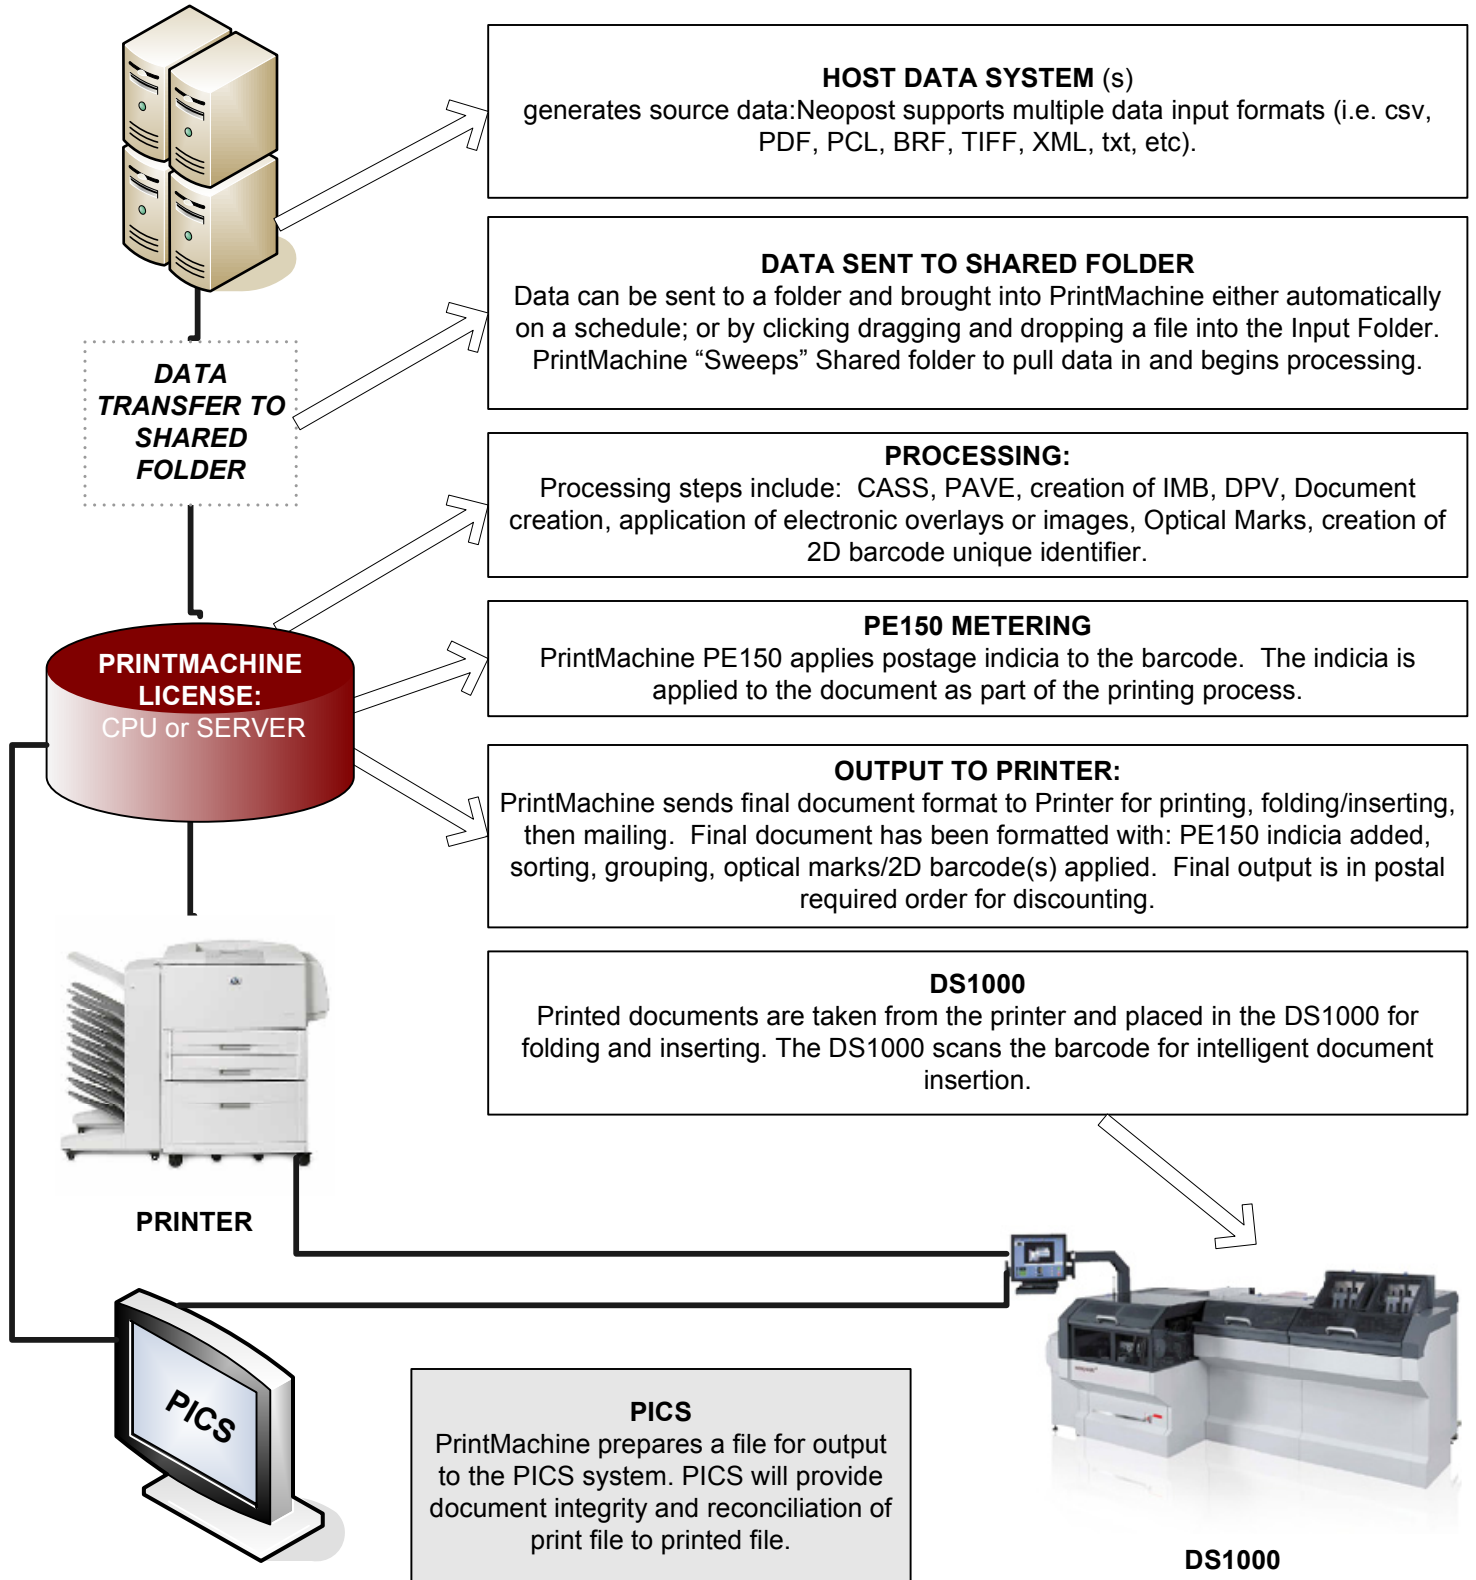 HOST DATA SYSTEM (s)
generates source data:Neopost supports multiple data input formats (i.e. csv,
PDF, PCL, BRF, TIFF, XML, txt, etc).
DATA SENT TO SHARED FOLDER
Data can be sent to a folder and brought into PrintMachine either automatically
on a schedule; or by clicking dragging and dropping a file into the Input Folder.
PrintMachine “Sweeps” Shared folder to pull data in and begins processing.
DATA
TRANSFER TO
SHARED
FOLDER
PROCESSING:
Processing steps include:  CASS, PAVE, creation of IMB, DPV, Document
creation, application of electronic overlays or images, Optical Marks, creation of
2D barcode unique identifier.
PRINTMACHINE
LICENSE:
CPU or SERVER
PE150 METERING
PrintMachine PE150 applies postage indicia to the barcode.  The indicia is
applied to the document as part of the printing process.
OUTPUT TO PRINTER:
PrintMachine sends final document format to Printer for printing, folding/inserting,
then mailing.  Final document has been formatted with: PE150 indicia added,
sorting, grouping, optical marks/2D barcode(s) applied.  Final output is in postal
required order for discounting.
DS1000
Printed documents are taken from the printer and placed in the DS1000 for
folding and inserting. The DS1000 scans the barcode for intelligent document
insertion.
PRINTER
PICS
PICS
PrintMachine prepares a file for output
to the PICS system. PICS will provide
document integrity and reconciliation of
print file to printed file.
DS1000